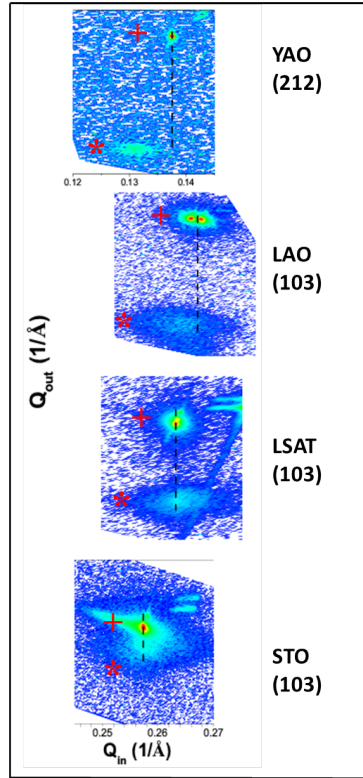 YAO
(212)
0.12 0.13 0.14
LAO
(103)
Q_out (1/Å)
LSAT
(103)
STO
(103)
0.25 0.26 0.27
Q_in (1/Å)